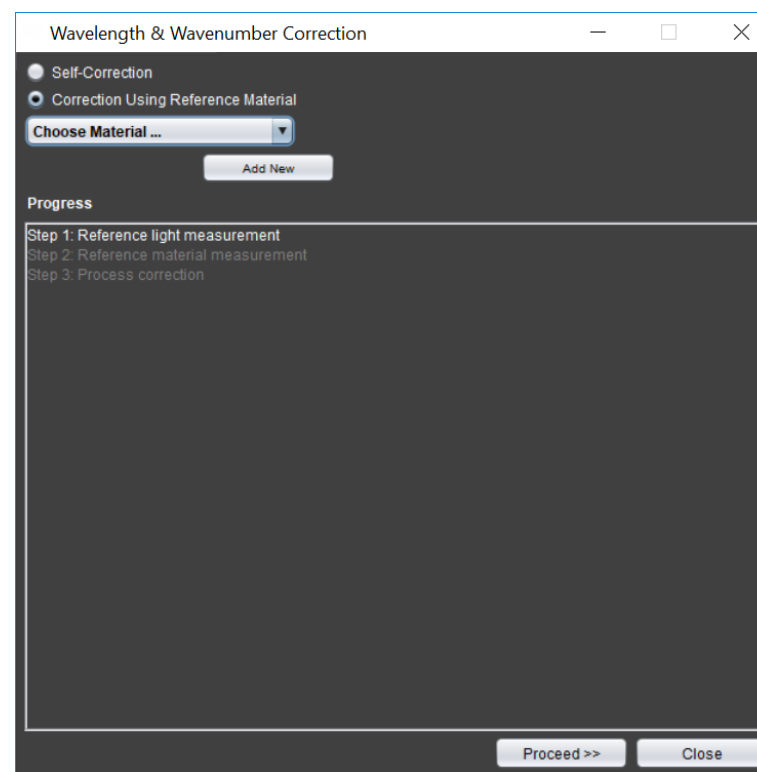 Wavelength & Wavenumber Correction
Self-Correction
Correction Using Reference Material
Choose Material ...
Add New
Progress
Step 1: Reference light measurement
Step 2: Reference material measurement
Step 3: Process correction
Proceed >>
Close